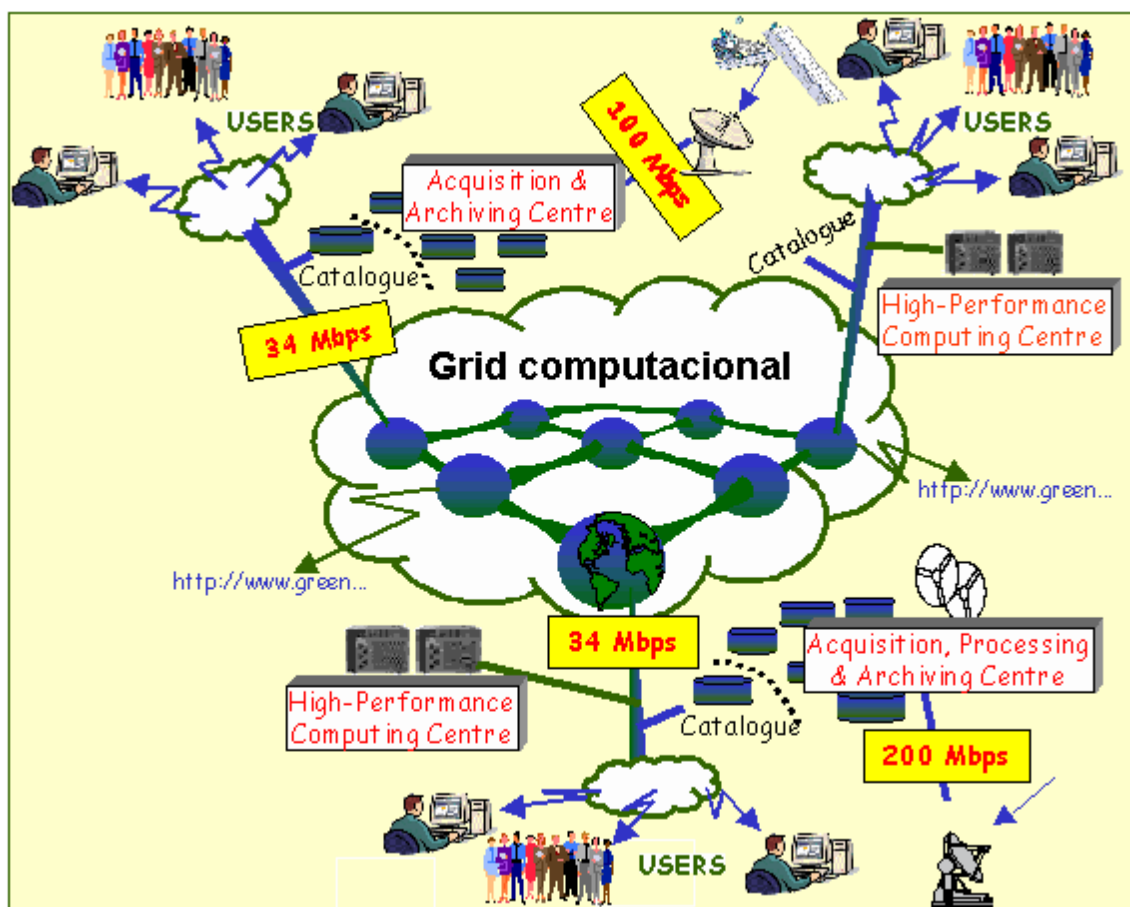 USERS
USERS
100 Mbps
Acquisition &
Archiving Centre
Catalogue
Catalogue
High-Performance
Computing Centre
34 Mbps
Grid computacional
http://www.green...
http://www.green...
34 Mbps
Acquisition, Processing
& Archiving Centre
High-Performance
Computing Centre
Catalogue
200 Mbps
USERS